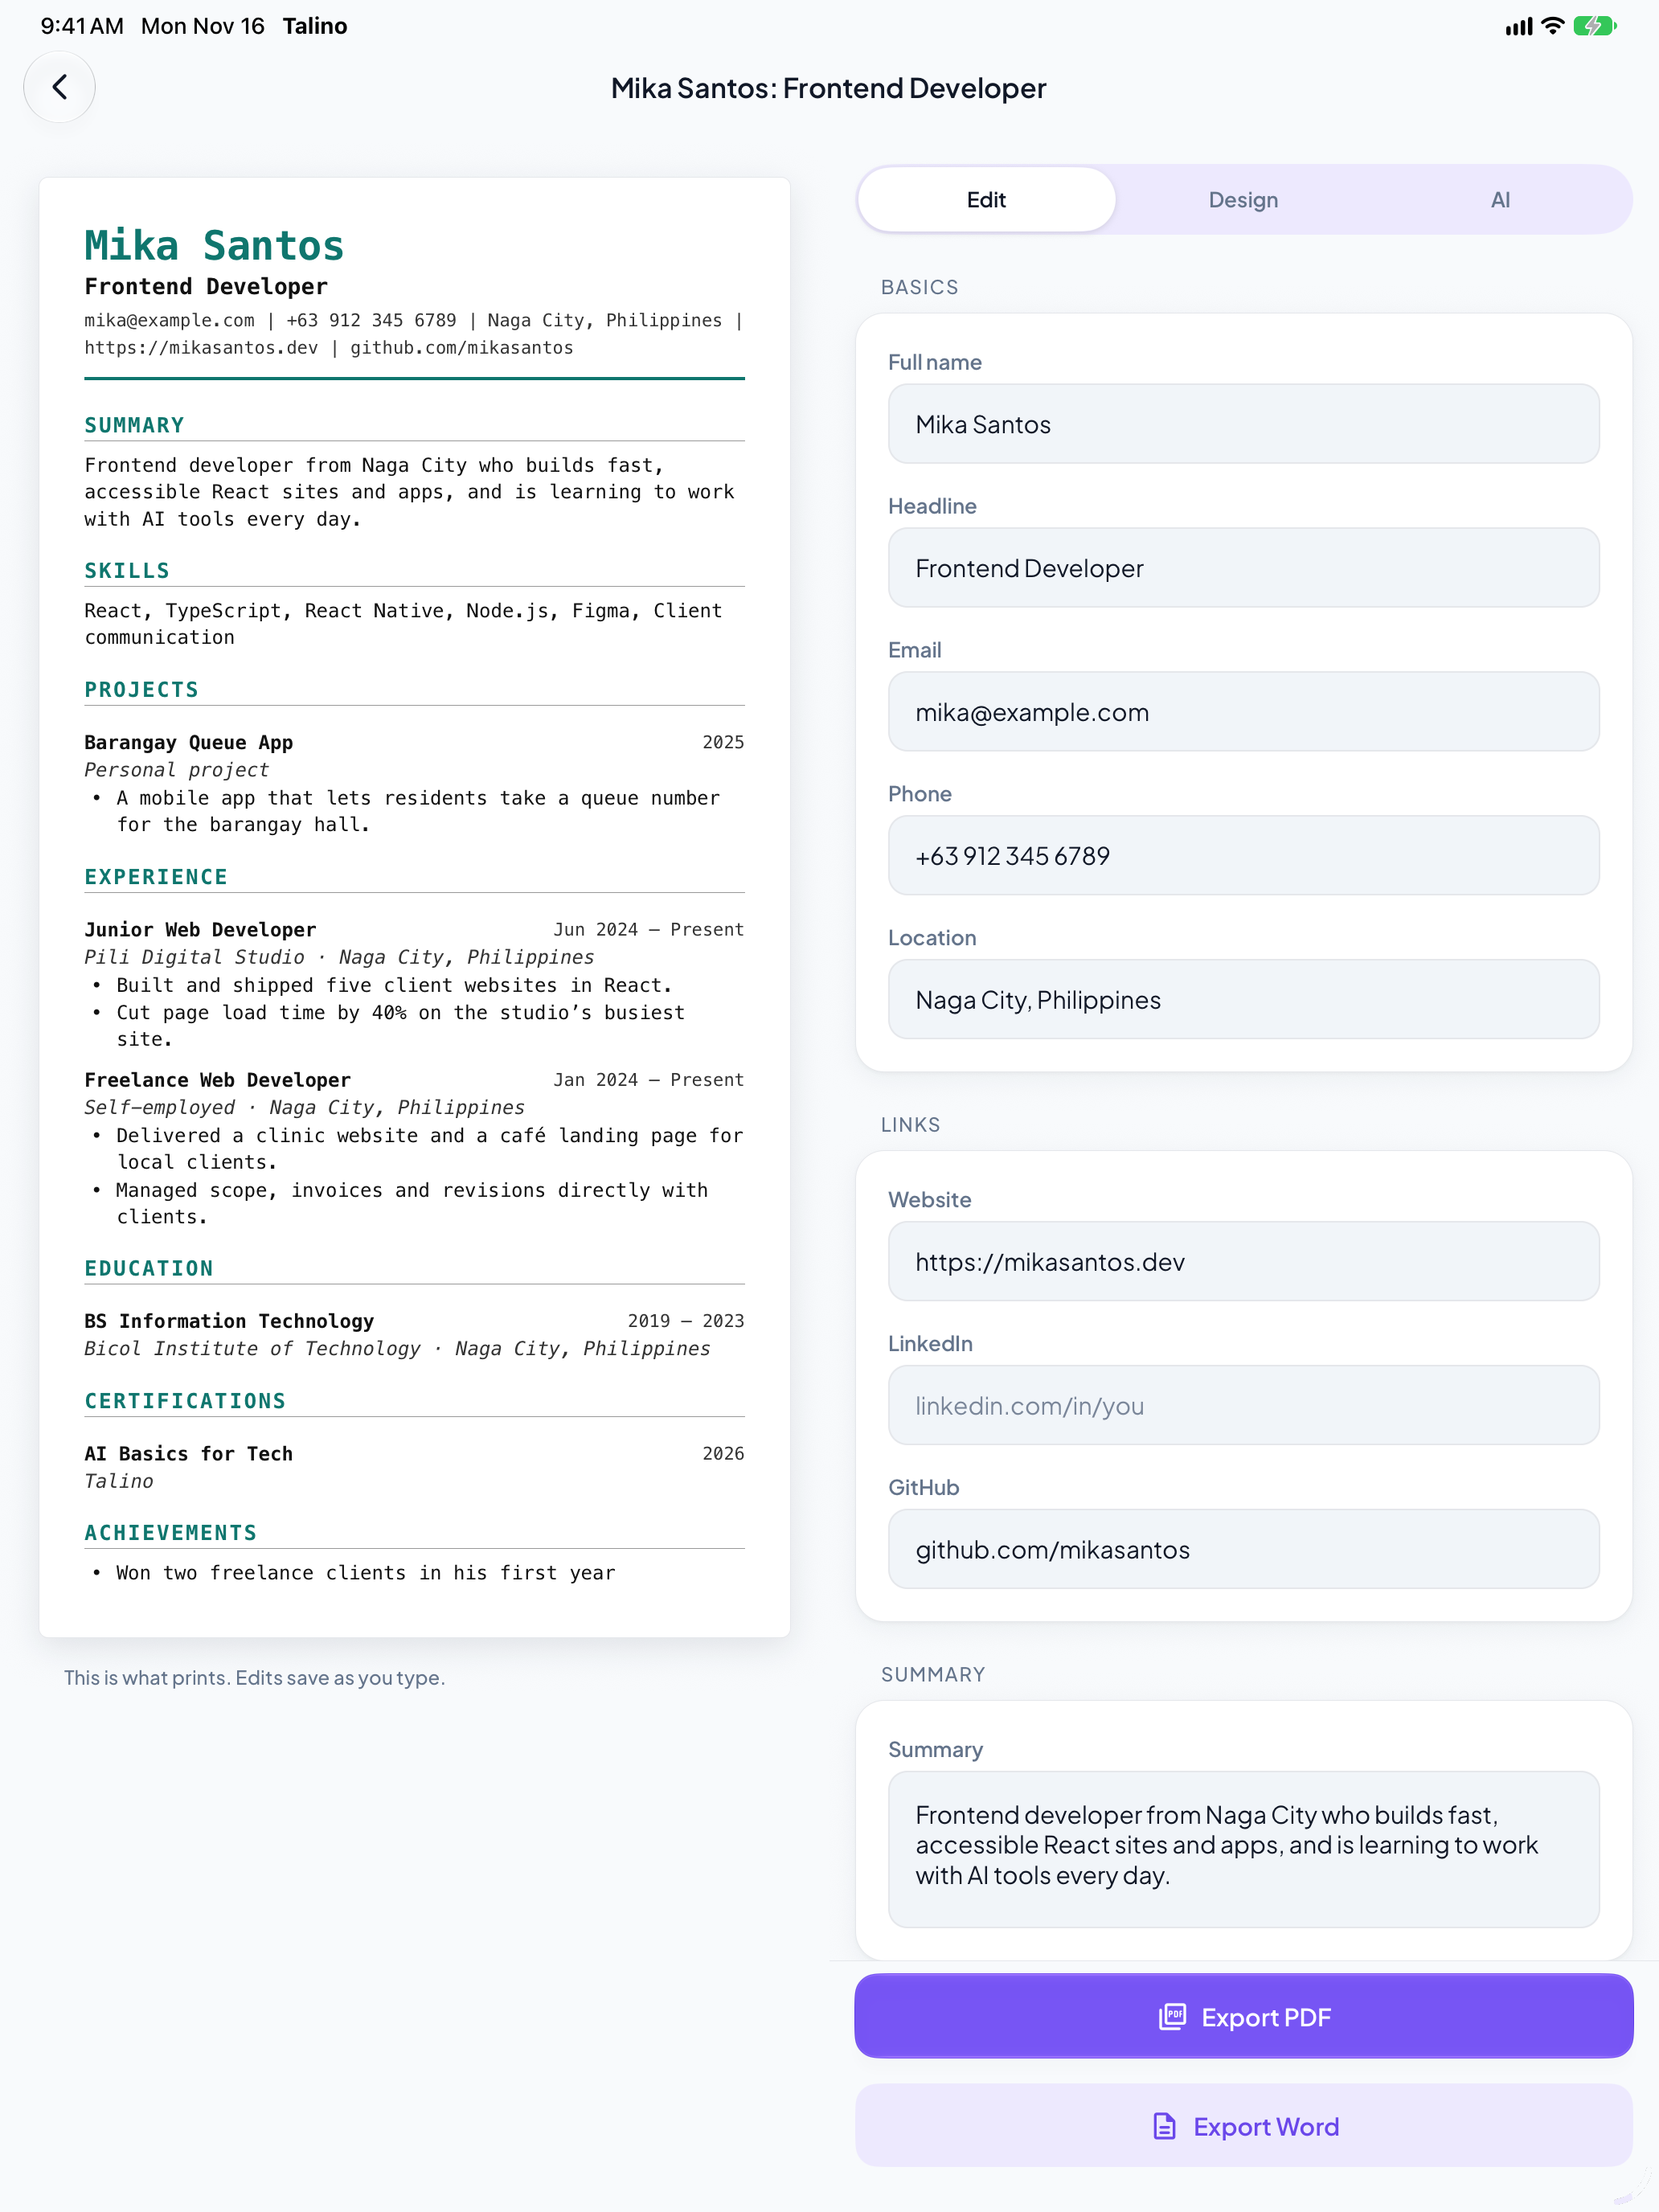 9:41 AM Mon Nov 16 Talino
Mika Santos: Frontend Developer
Mika Santos
Frontend Developer
mika@example.com | +63 912 345 6789 | Naga City, Philippines |
https://mikasantos.dev | github.com/mikasantos
SUMMARY
Frontend developer from Naga City who builds fast,
accessible React sites and apps, and is learning to work
with AI tools every day.
SKILLS
React, TypeScript, React Native, Node.js, Figma, Client
communication
PROJECTS
Barangay Queue App 2025
Personal project
• A mobile app that lets residents take a queue number
for the barangay hall.
EXPERIENCE
Junior Web Developer Jun 2024 – Present
Pili Digital Studio · Naga City, Philippines
• Built and shipped five client websites in React.
• Cut page load time by 40% on the studio’s busiest
site.
Freelance Web Developer Jan 2024 – Present
Self-employed · Naga City, Philippines
• Delivered a clinic website and a café landing page for
local clients.
• Managed scope, invoices and revisions directly with
clients.
EDUCATION
BS Information Technology 2019 – 2023
Bicol Institute of Technology · Naga City, Philippines
CERTIFICATIONS
AI Basics for Tech 2026
Talino
ACHIEVEMENTS
• Won two freelance clients in his first year
This is what prints. Edits save as you type.
Edit Design AI
BASICS
Full name
Mika Santos
Headline
Frontend Developer
Email
mika@example.com
Phone
+63 912 345 6789
Location
Naga City, Philippines
LINKS
Website
https://mikasantos.dev
LinkedIn
linkedin.com/in/you
GitHub
github.com/mikasantos
SUMMARY
Summary
Frontend developer from Naga City who builds fast,
accessible React sites and apps, and is learning to work
with AI tools every day.
PDF Export PDF
Export Word